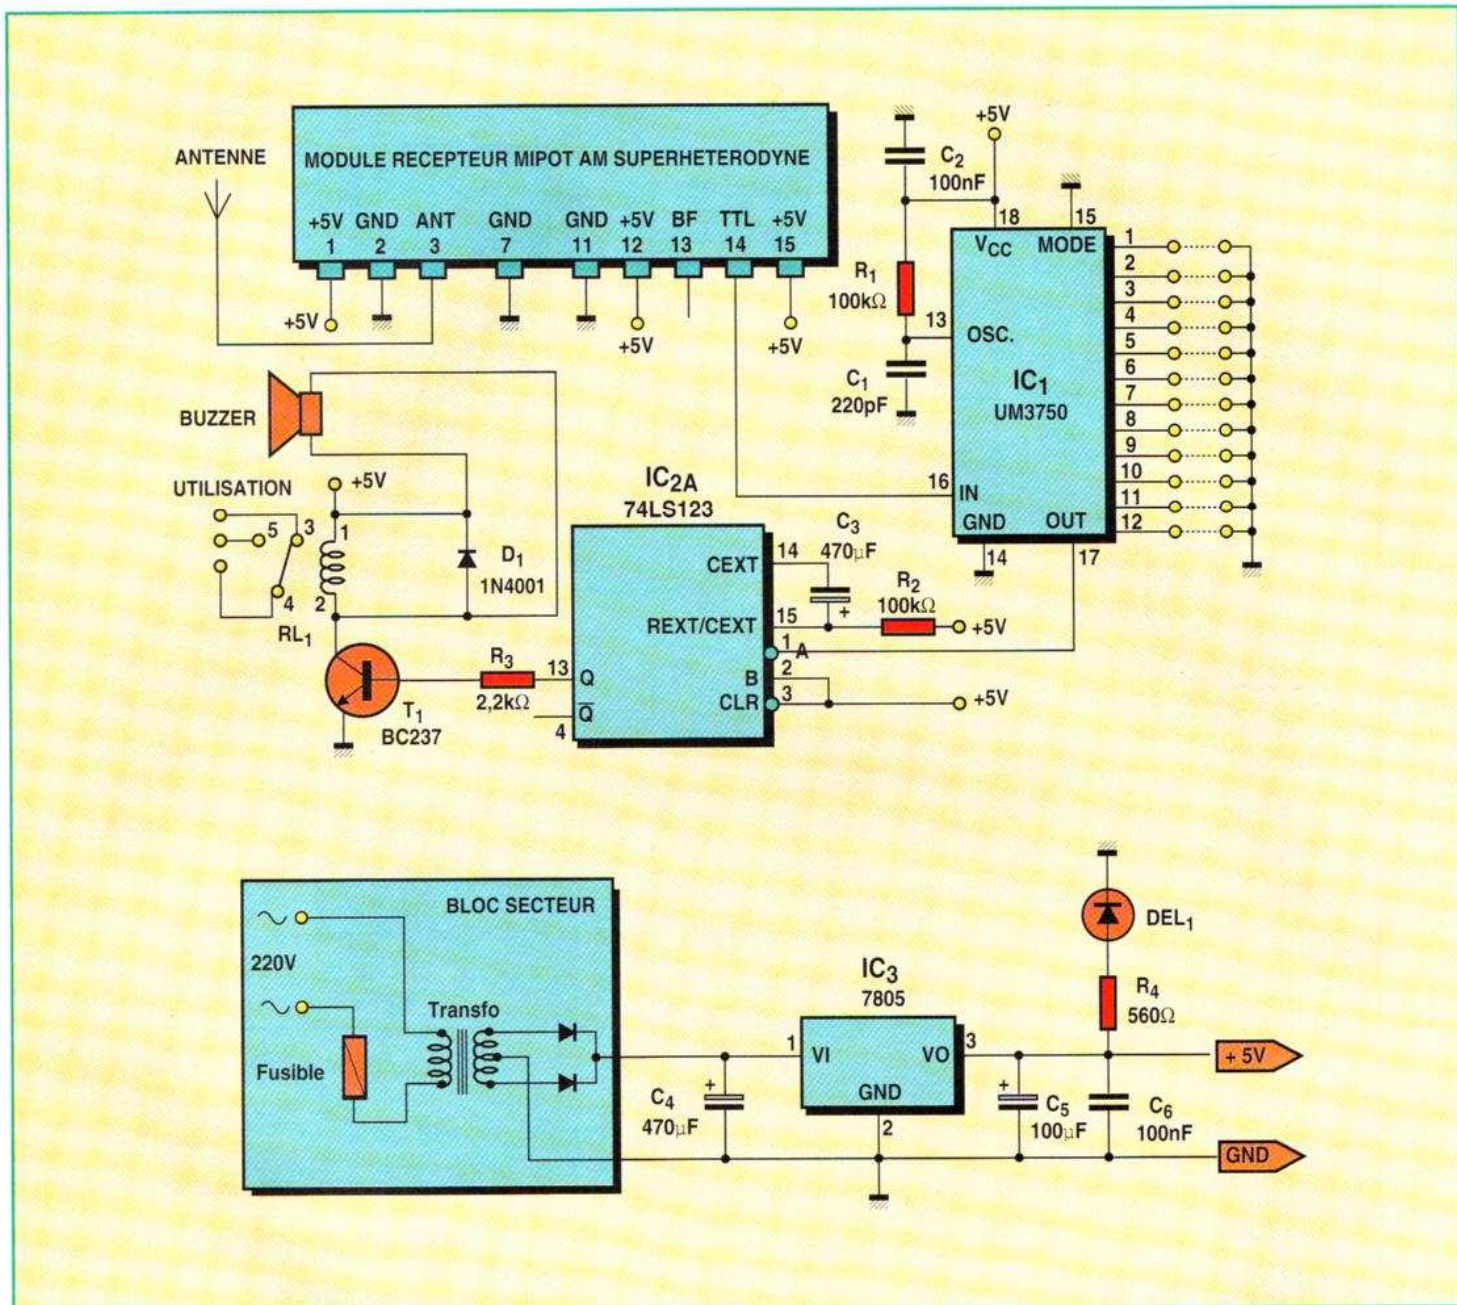 ANTENNE
MODULE RECEPTEUR MIPOT AM SUPERHETERODYNE
+5V GND ANT GND GND +5V BF TTL +5V
1 2 3 7 11 12 13 14 15
+5V
+5V
+5V
C2
100nF
+5V
18
15
VCC
MODE
R1
100kΩ
13
OSC.
C1
220pF
IC1
UM3750
16
IN
GND
OUT
14
17
1
2
3
4
5
6
7
8
9
10
11
12
BUZZER
UTILISATION
+5V
5
3
4
1
2
RL1
D1
1N4001
IC2A
74LS123
CEXT
14
C3
470µF
+
REXT/CEXT
15
R2
100kΩ
+5V
1
A
B
2
CLR
3
+5V
R3
2,2kΩ
13
Q
Q̅
4
T1
BC237
BLOC SECTEUR
220V
Transfo
Fusible
C4
470µF
+
IC3
7805
1
VI
VO
3
GND
2
+
C5
100µF
C6
100nF
DEL1
R4
560Ω
+ 5V
GND